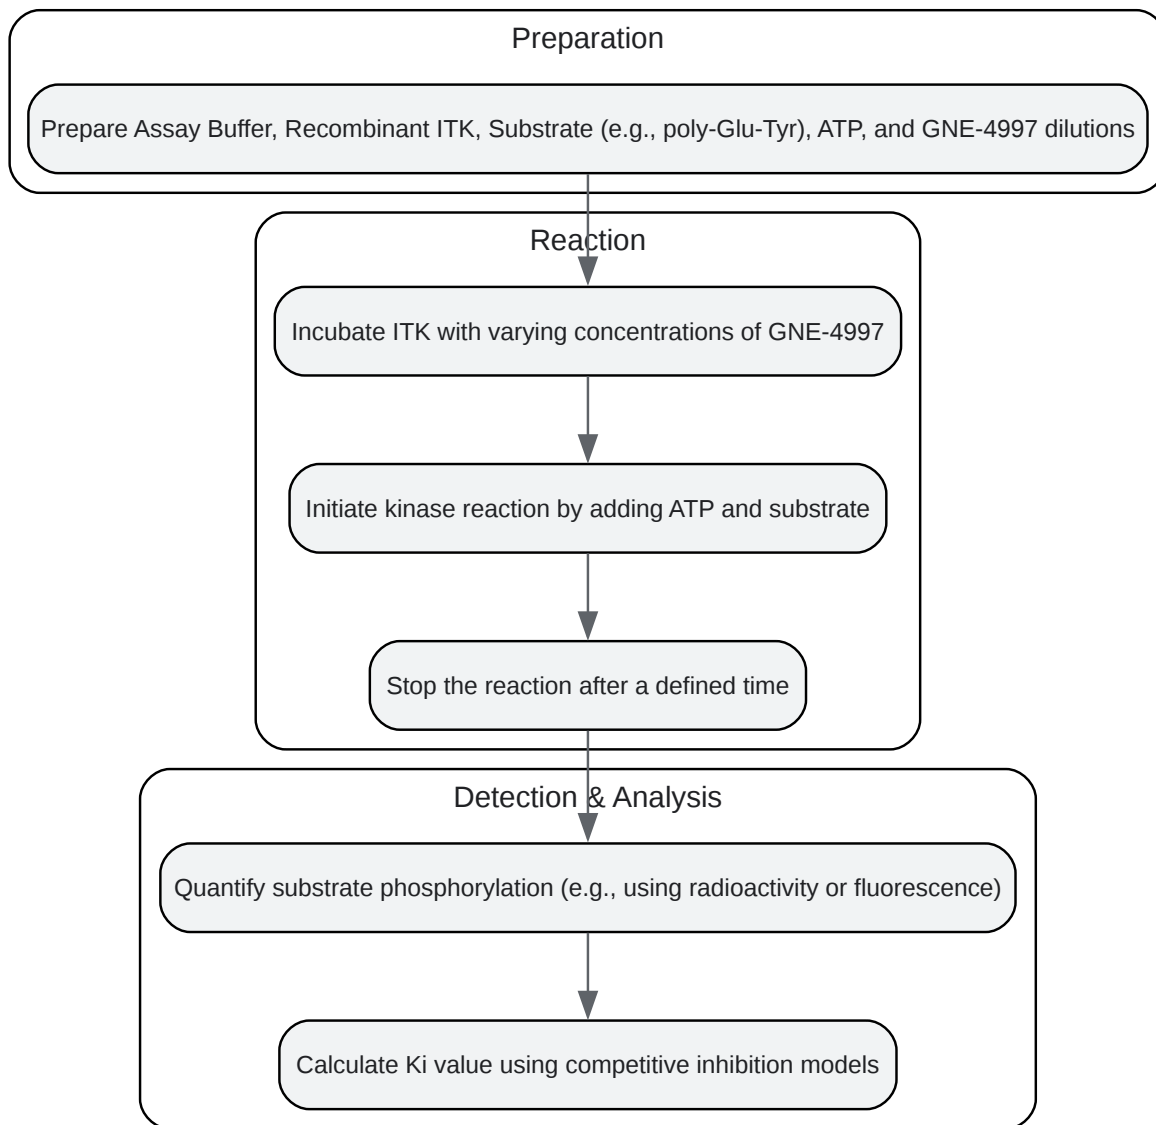 Preparation
Prepare Assay Buffer, Recombinant ITK, Substrate (e.g., poly-Glu-Tyr), ATP, and GNE-4997 dilutions
Reaction
Incubate ITK with varying concentrations of GNE-4997
Initiate kinase reaction by adding ATP and substrate
Stop the reaction after a defined time
Detection & Analysis
Quantify substrate phosphorylation (e.g., using radioactivity or fluorescence)
Calculate Ki value using competitive inhibition models